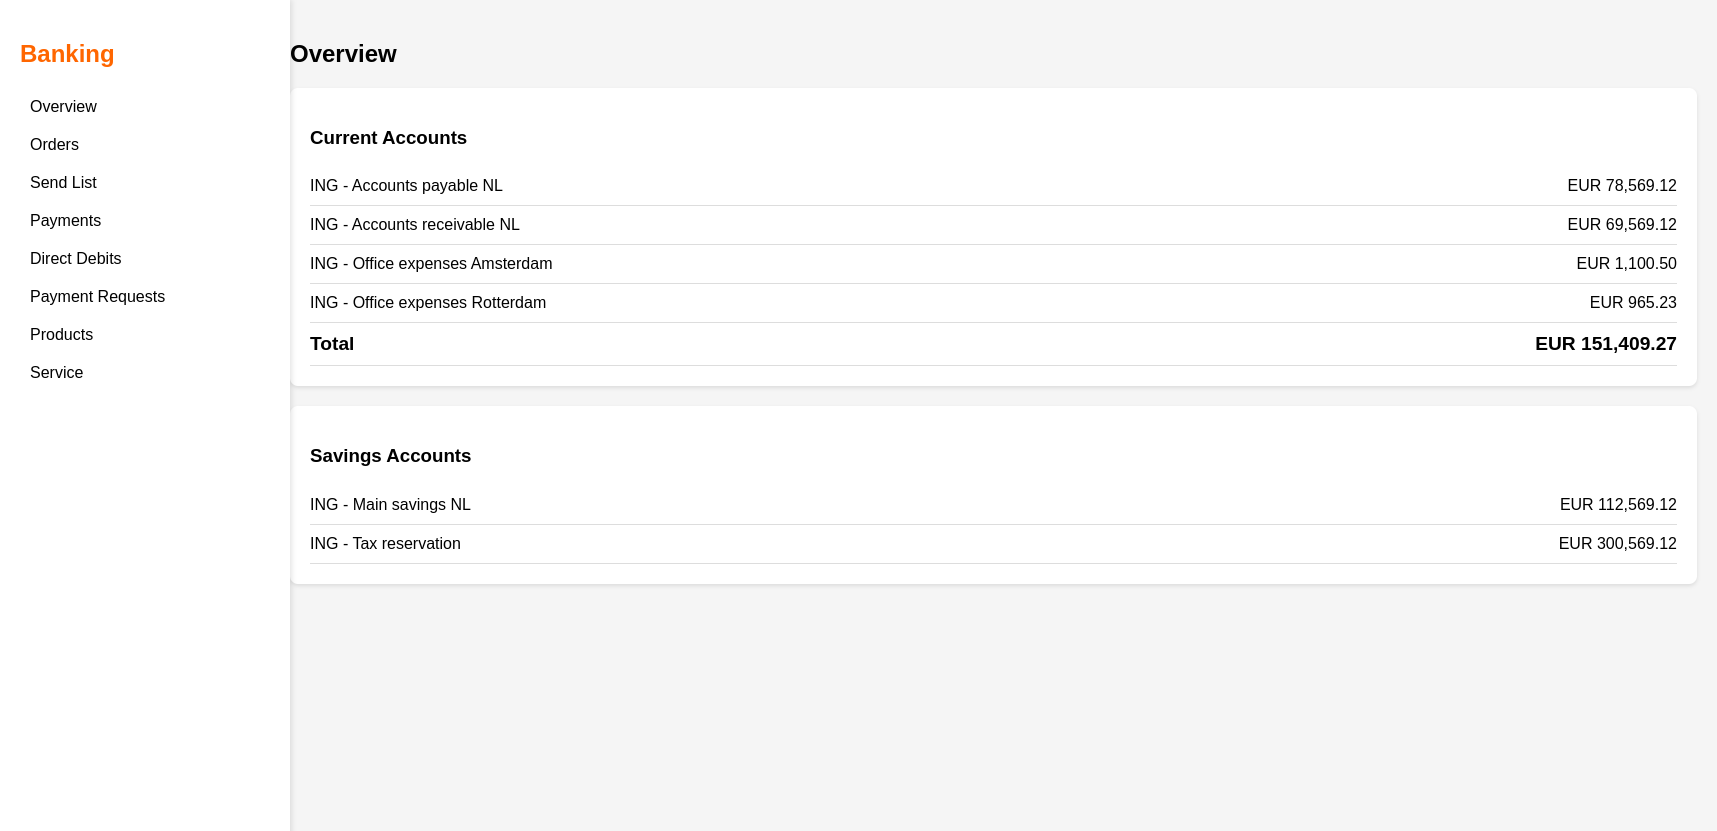 Banking
Overview
Orders
Send List
Payments
Direct Debits
Payment Requests
Products
Service
Overview
Current Accounts
ING - Accounts payable NL EUR 78,569.12
ING - Accounts receivable NL EUR 69,569.12
ING - Office expenses Amsterdam EUR 1,100.50
ING - Office expenses Rotterdam EUR 965.23
Total EUR 151,409.27
Savings Accounts
ING - Main savings NL EUR 112,569.12
ING - Tax reservation EUR 300,569.12